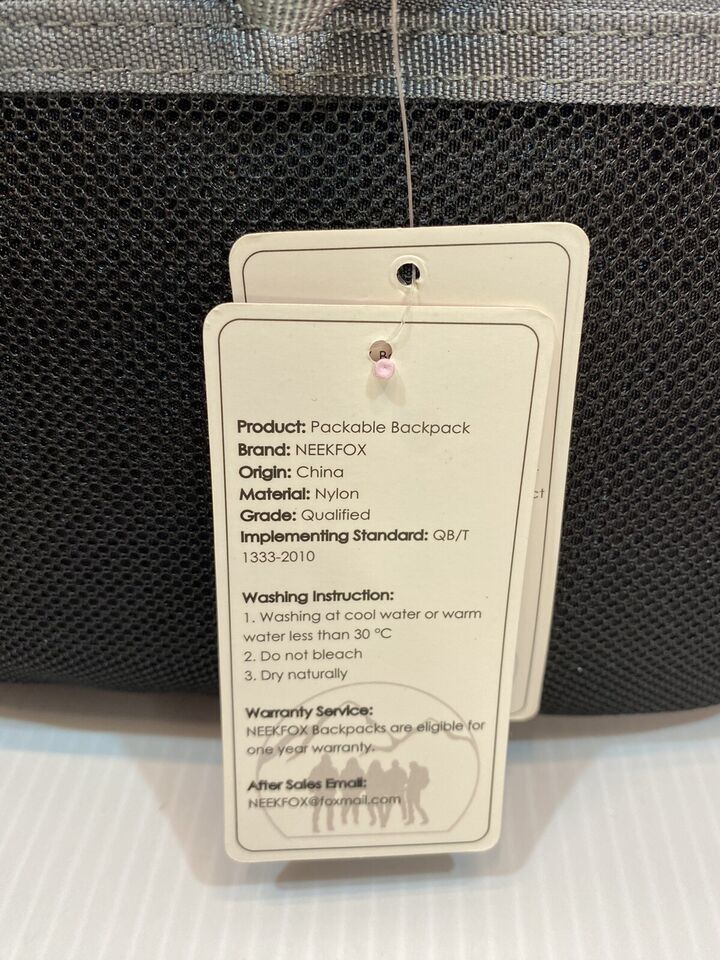 Product: Packable Backpack
Brand: NEEKFOX
Origin: China
Material: Nylon
Grade: Qualified
Implementing Standard: QB/T
1333-2010
Washing Instruction:
1. Washing at cool water or warm
water less than 30 °C
2. Do not bleach
3. Dry naturally
Warranty Service:
NEEKFOX Backpacks are eligible for
one year warranty.
After Sales Email:
NEEKFOX@foxmail.com